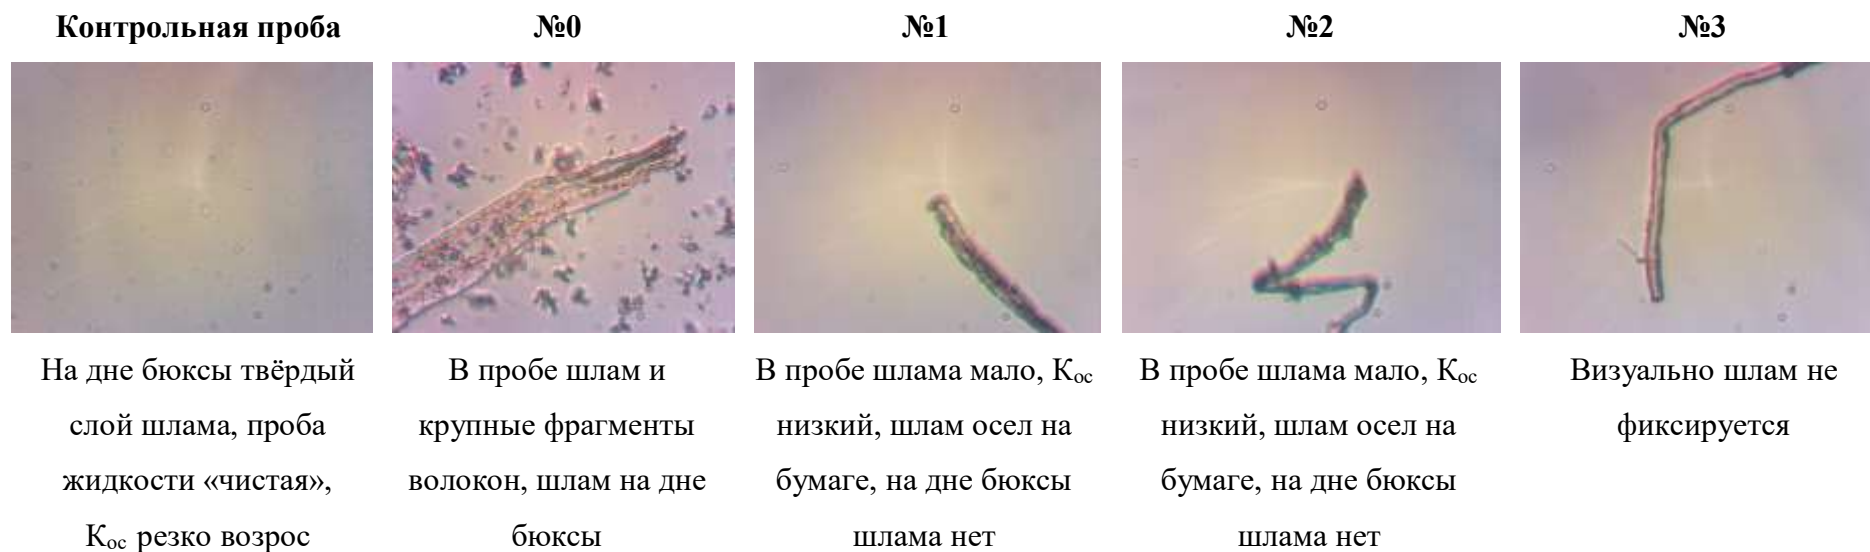 Контрольная проба
№0
№1
№2
№3
На дне бюксы твёрдый
слой шлама, проба
жидкости «чистая»,
Кос резко возрос
В пробе шлам и
крупные фрагменты
волокон, шлам на дне
бюксы
В пробе шлама мало, Кос
низкий, шлам осел на
бумаге, на дне бюксы
шлама нет
В пробе шлама мало, Кос
низкий, шлам осел на
бумаге, на дне бюксы
шлама нет
Визуально шлам не
фиксируется